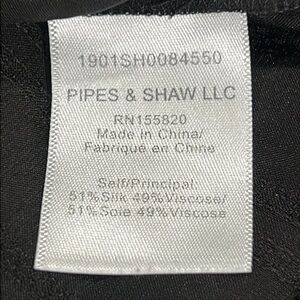 1901SH0084550
PIPES & SHAW LLC
RN155820
Made in China/
Fabriqué en Chine
Self/Principal:
51%Silk 49%Viscose/
51%Soie 49%Viscose